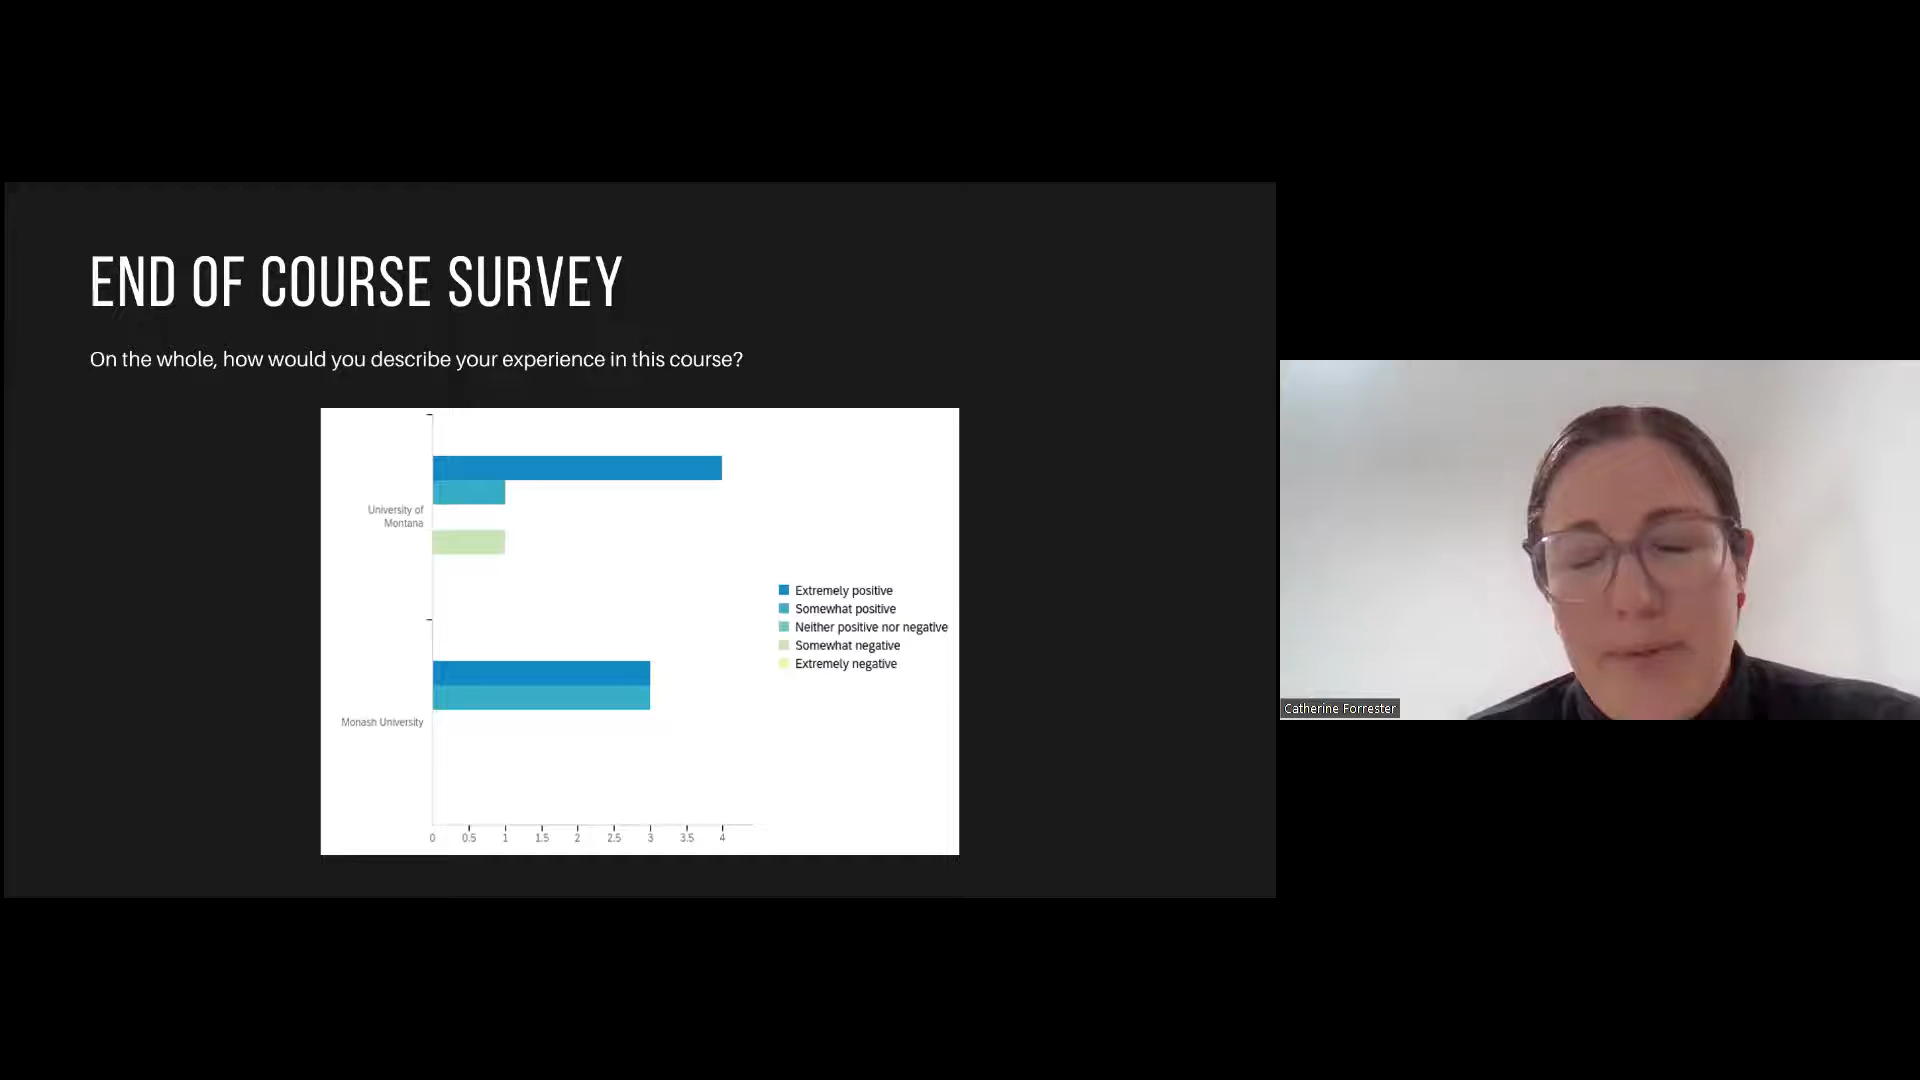 END OF COURSE SURVEY
On the whole, how would you describe your experience in this course?
University of
Montana
Extremely positive
Somewhat positive
Neither positive nor negative
Somewhat negative
Extremely negative
Monash University
0 0.5 1 1.5 2 2.5 3 3.5 4
Catherine Forrester